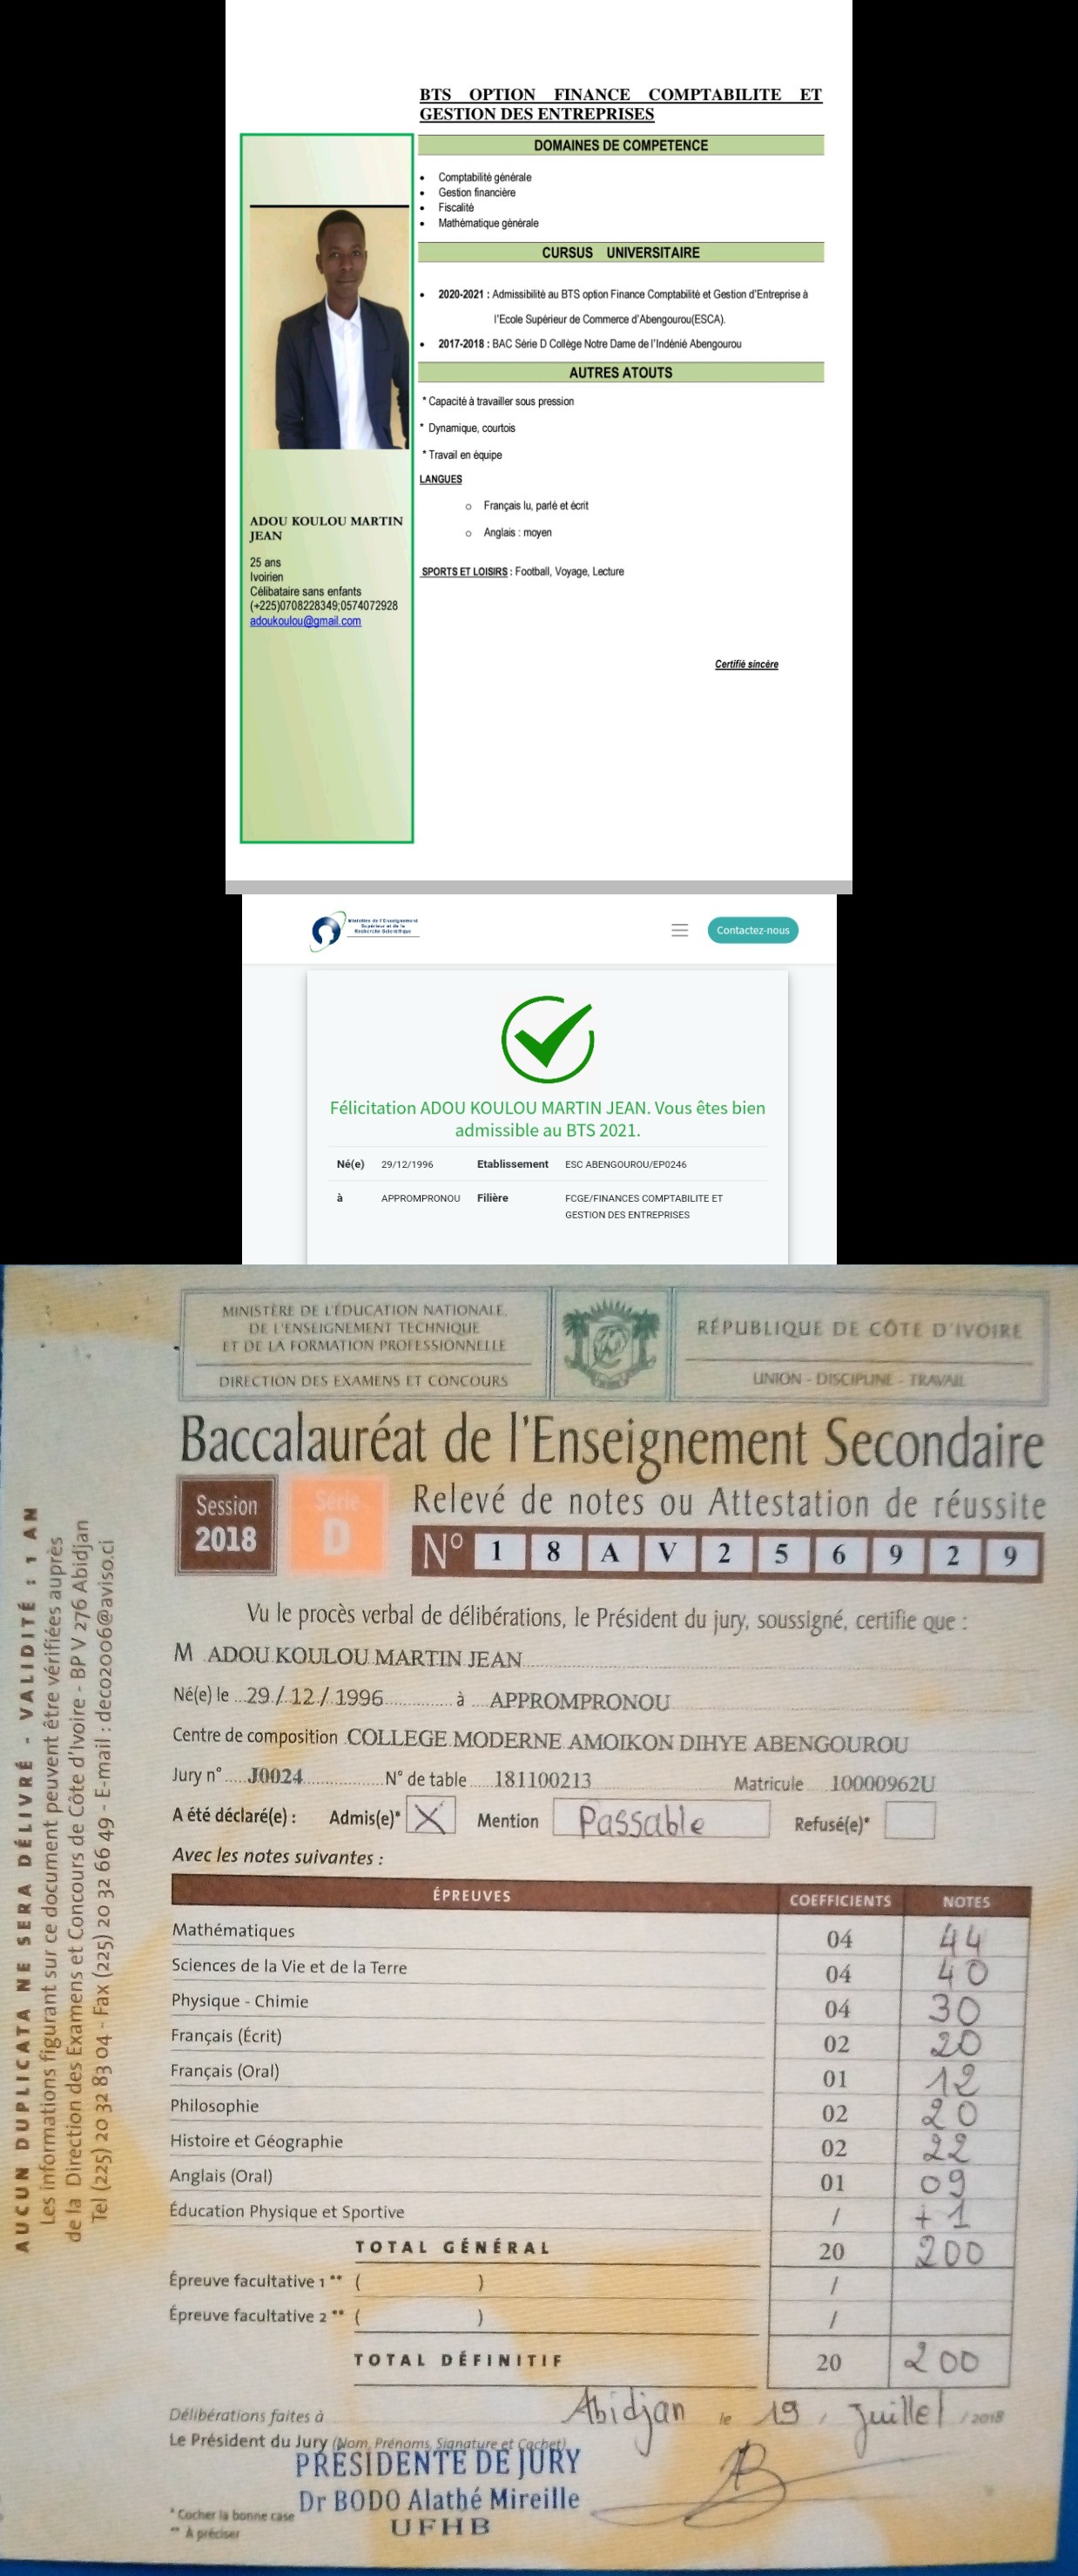 BTS OPTION FINANCE COMPTABILITE ET
GESTION DES ENTREPRISES
DOMAINES DE COMPETENCE
• Comptabilité générale
• Gestion financière
• Fiscalité
• Mathématique générale
CURSUS UNIVERSITAIRE
• 2020-2021 : Admissibilité au BTS option Finance Comptabilité et Gestion d'Entreprise à
l'Ecole Supérieur de Commerce d'Abengourou(ESCA).
• 2017-2018 : BAC Série D Collège Notre Dame de l'Indénié Abengourou
AUTRES ATOUTS
* Capacité à travailler sous pression
* Dynamique, courtois
* Travail en équipe
LANGUES
o Français lu, parlé et écrit
o Anglais : moyen
SPORTS ET LOISIRS : Football, Voyage, Lecture
Certifié sincère
ADOU KOULOU MARTIN
JEAN
25 ans
Ivoirien
Célibataire sans enfants
(+225)0708228349;0574072928
adoukoulou@gmail.com
Ministère de l'Enseignement
Supérieur et de la
Recherche Scientifique
Contactez-nous
Félicitation ADOU KOULOU MARTIN JEAN. Vous êtes bien
admissible au BTS 2021.
Né(e) 29/12/1996 Etablissement ESC ABENGOUROU/EP0246
à APPROMPRONOU Filière FCGE/FINANCES COMPTABILITE ET
GESTION DES ENTREPRISES
MINISTÈRE DE L'ÉDUCATION NATIONALE,
DE L'ENSEIGNEMENT TECHNIQUE
ET DE LA FORMATION PROFESSIONNELLE
DIRECTION DES EXAMENS ET CONCOURS
RÉPUBLIQUE DE CÔTE D'IVOIRE
UNION - DISCIPLINE - TRAVAIL
Baccalauréat de l'Enseignement Secondaire
Session
2018
Série
D
Relevé de notes ou Attestation de réussite
N° 1 8 A V 2 5 6 9 2 9
Vu le procès verbal de délibérations, le Président du jury, soussigné, certifie que :
M ADOU KOULOU MARTIN JEAN
Né(e) le 29 / 12 / 1996 à APPROMPRONOU
Centre de composition COLLEGE MODERNE AMOIKON DIHYE ABENGOUROU
Jury n° J0024 N° de table 181100213 Matricule 10000962U
A été déclaré(e) : Admis(e)* X Mention Passable Refusé(e)*
Avec les notes suivantes :
ÉPREUVES COEFFICIENTS NOTES
Mathématiques 04 44
Sciences de la Vie et de la Terre 04 40
Physique - Chimie 04 30
Français (Écrit) 02 20
Français (Oral) 01 12
Philosophie 02 20
Histoire et Géographie 02 22
Anglais (Oral) 01 09
Éducation Physique et Sportive / + 1
TOTAL GÉNÉRAL 20 200
Épreuve facultative 1 ** ( ) /
Épreuve facultative 2 ** ( ) /
TOTAL DÉFINITIF 20 200
Délibérations faites à Abidjan le 19 / Juillet / 2018
Le Président du Jury (Nom, Prénoms, Signature et Cachet)
PRÉSIDENTE DE JURY
Dr BODO Alathé Mireille
UFHB
* Cocher la bonne case
** A préciser
AUCUN DUPLICATA NE SERA DÉLIVRÉ - VALIDITÉ : 1 AN
Les informations figurant sur ce document peuvent être vérifiées auprès
de la Direction des Examens et Concours de Côte d'Ivoire - BP V 276 Abidjan
Tel (225) 20 32 83 04 - Fax (225) 20 32 66 49 - E-mail : deco2006@aviso.ci